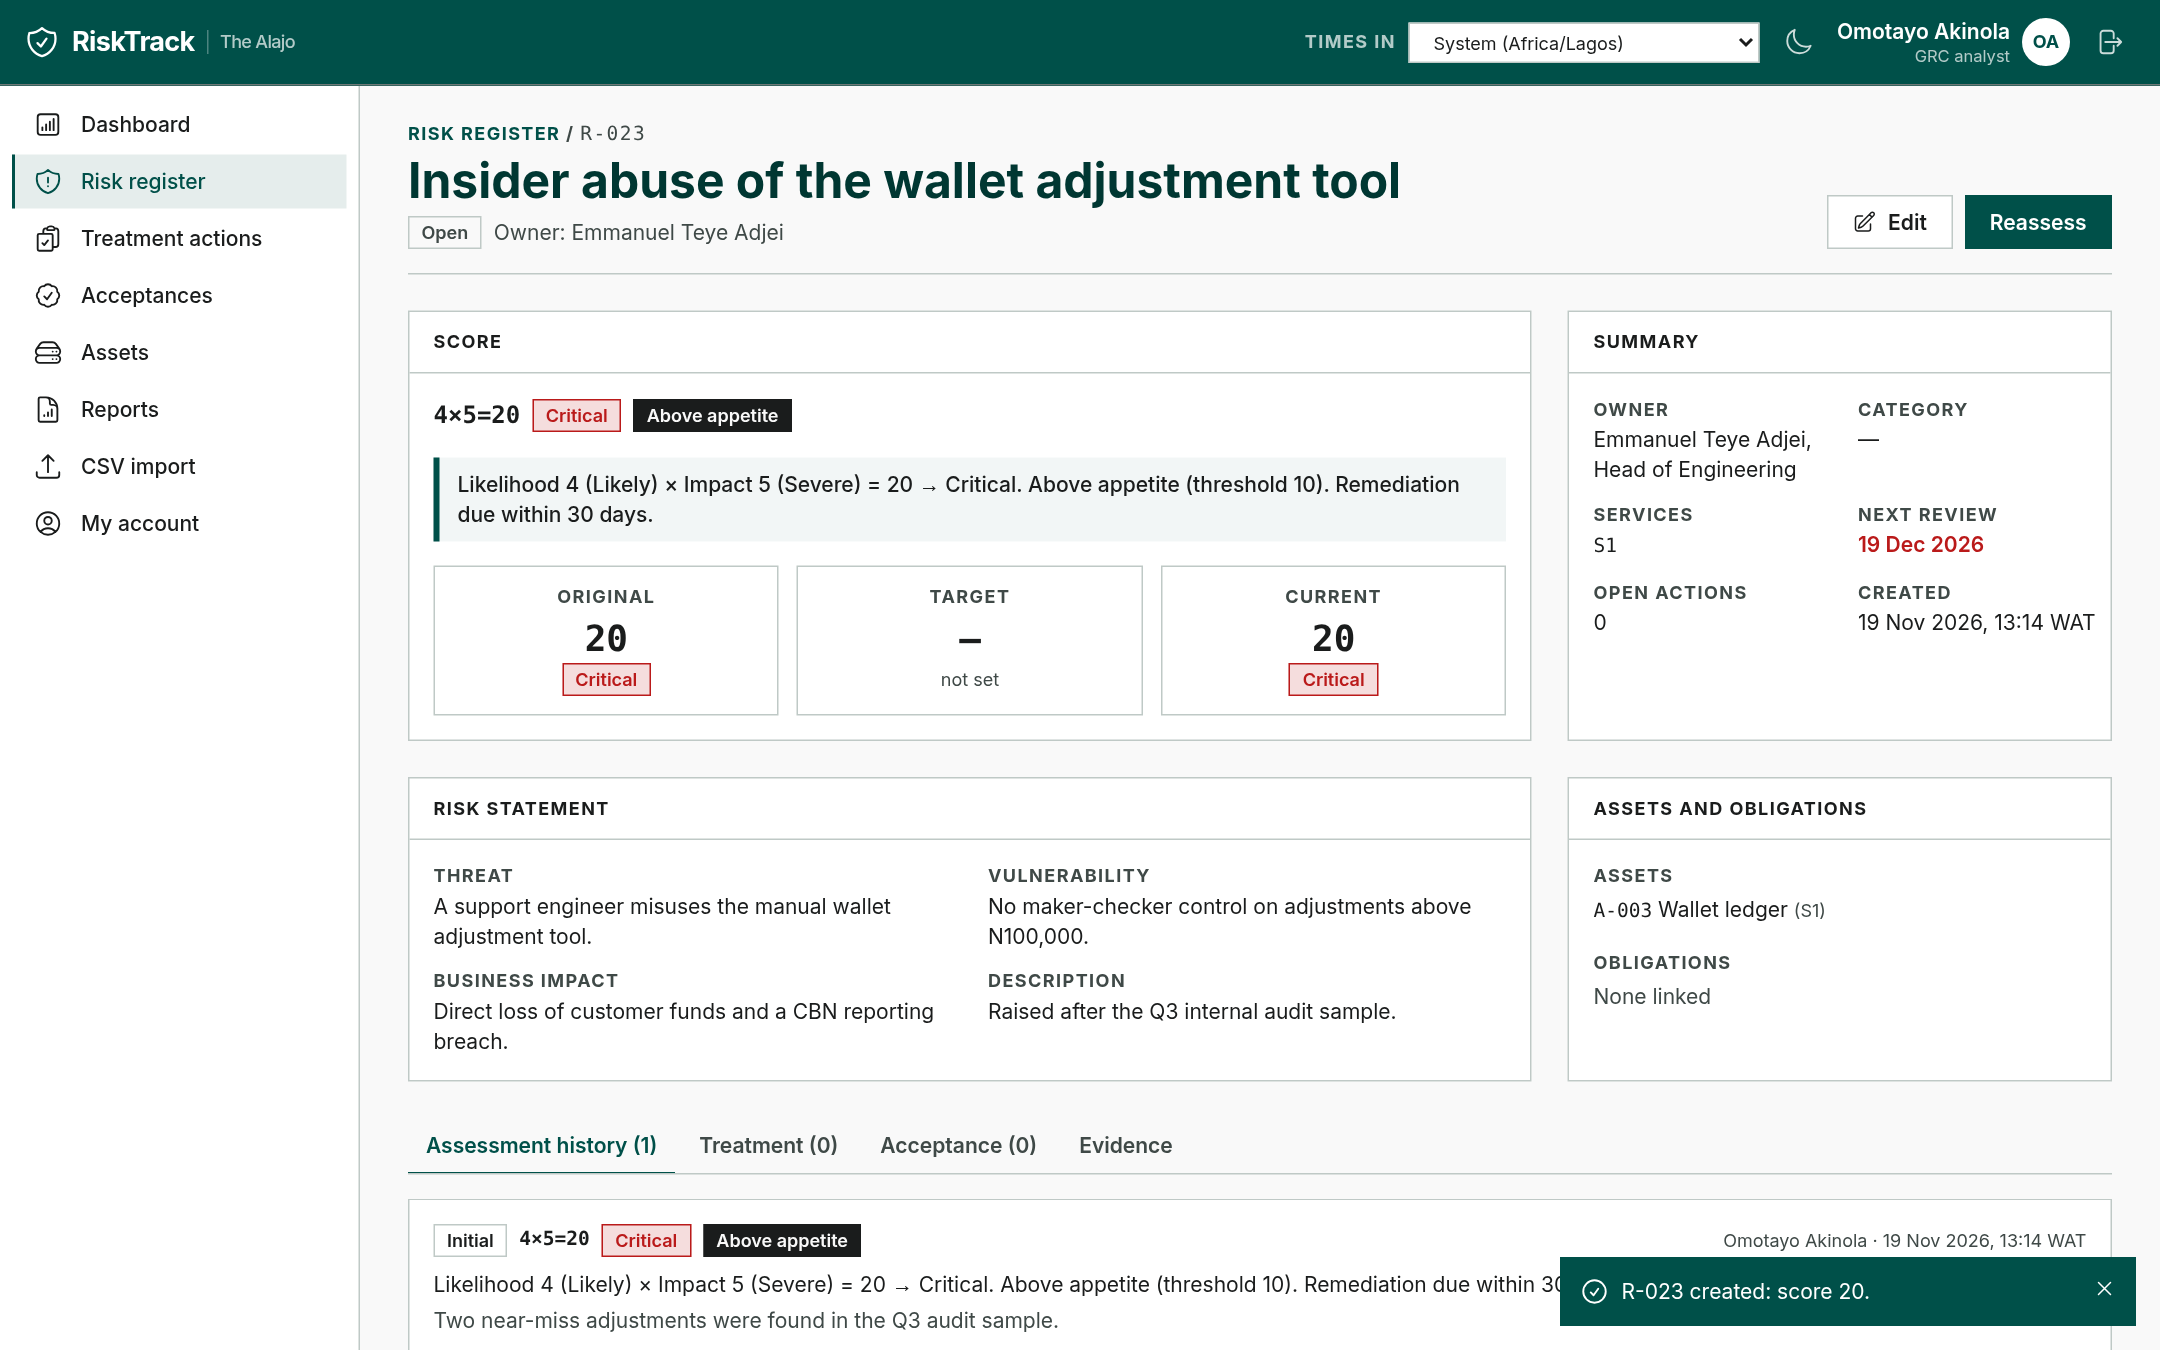 RiskTrack
The Alajo
TIMES IN
System (Africa/Lagos)
Omotayo Akinola
GRC analyst
OA
Dashboard
Risk register
Treatment actions
Acceptances
Assets
Reports
CSV import
My account
RISK REGISTER / R-023
Insider abuse of the wallet adjustment tool
Open
Owner: Emmanuel Teye Adjei
Edit
Reassess
SCORE
4×5=20
Critical
Above appetite
Likelihood 4 (Likely) × Impact 5 (Severe) = 20 → Critical. Above appetite (threshold 10). Remediation
due within 30 days.
ORIGINAL
20
Critical
TARGET
–
not set
CURRENT
20
Critical
SUMMARY
OWNER
Emmanuel Teye Adjei,
Head of Engineering
CATEGORY
—
SERVICES
S1
NEXT REVIEW
19 Dec 2026
OPEN ACTIONS
0
CREATED
19 Nov 2026, 13:14 WAT
RISK STATEMENT
THREAT
A support engineer misuses the manual wallet
adjustment tool.
VULNERABILITY
No maker-checker control on adjustments above
N100,000.
BUSINESS IMPACT
Direct loss of customer funds and a CBN reporting
breach.
DESCRIPTION
Raised after the Q3 internal audit sample.
ASSETS AND OBLIGATIONS
ASSETS
A-003 Wallet ledger (S1)
OBLIGATIONS
None linked
Assessment history (1)
Treatment (0)
Acceptance (0)
Evidence
Initial
4×5=20
Critical
Above appetite
Omotayo Akinola · 19 Nov 2026, 13:14 WAT
Likelihood 4 (Likely) × Impact 5 (Severe) = 20 → Critical. Above appetite (threshold 10). Remediation due within 30
Two near-miss adjustments were found in the Q3 audit sample.
R-023 created: score 20.